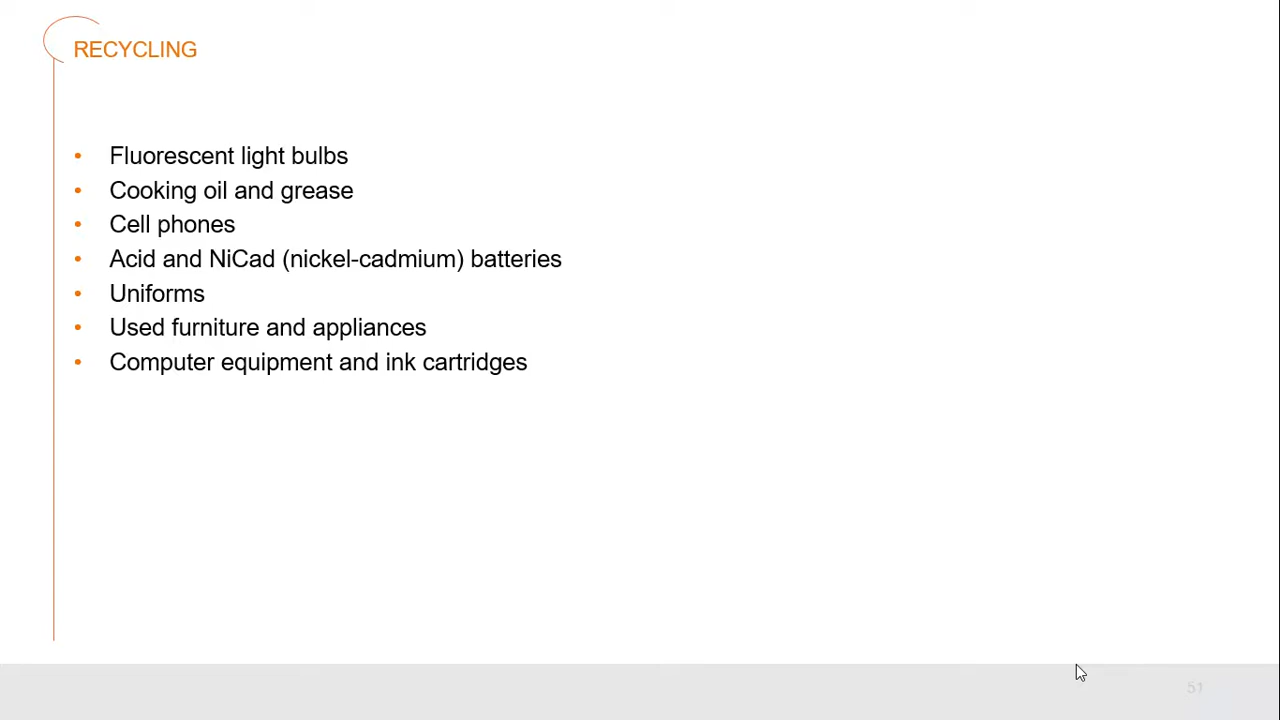 RECYCLING
• Fluorescent light bulbs
• Cooking oil and grease
• Cell phones
• Acid and NiCad (nickel-cadmium) batteries
• Uniforms
• Used furniture and appliances
• Computer equipment and ink cartridges
51